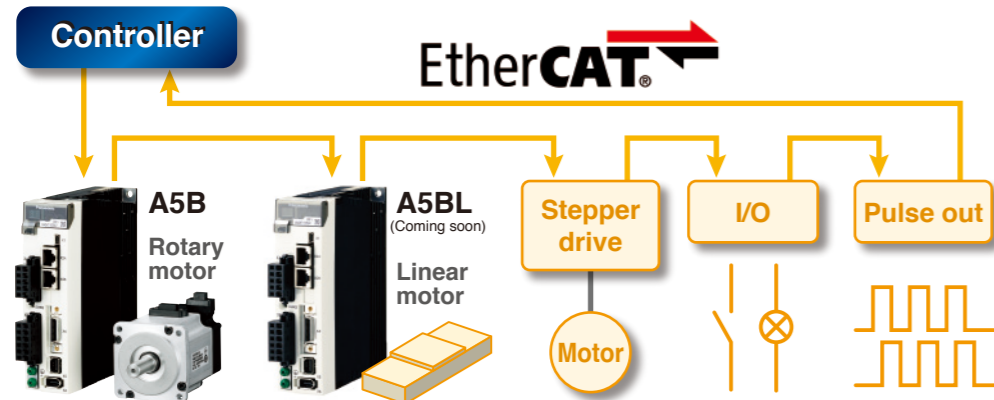 Controller
EtherCAT®
A5B
Rotary
motor
A5BL
(Coming soon)
Linear
motor
Stepper
drive
Motor
I/O
Pulse out